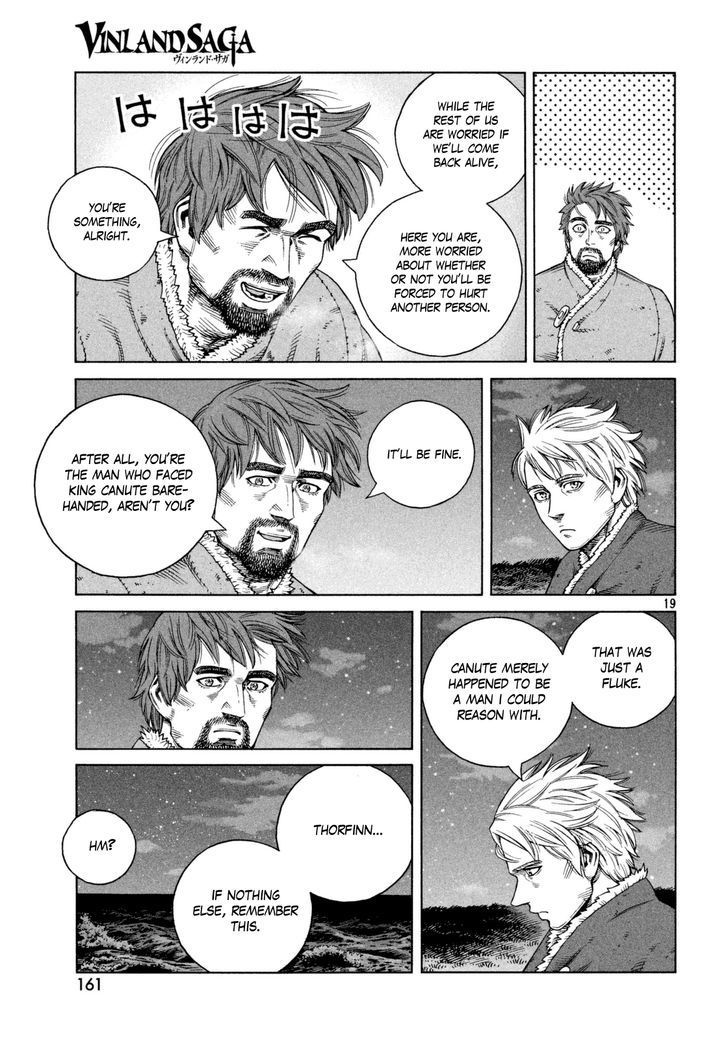 VINLAND SAGA
ヴィンランド・サガ
WHILE THE
REST OF US
ARE WORRIED IF
WE'LL COME
BACK ALIVE,
HERE YOU ARE,
MORE WORRIED
ABOUT WHETHER
OR NOT YOU'LL BE
FORCED TO HURT
ANOTHER PERSON.
はははは
YOU'RE
SOMETHING,
ALRIGHT.
IT'LL BE FINE.
AFTER ALL, YOU'RE
THE MAN WHO FACED
KING CANUTE BARE-
HANDED, AREN'T YOU?
19
THAT WAS
JUST A
FLUKE.
CANUTE MERELY
HAPPENED TO BE
A MAN I COULD
REASON WITH.
THORFINN...
IF NOTHING
ELSE, REMEMBER
THIS.
HM?
161